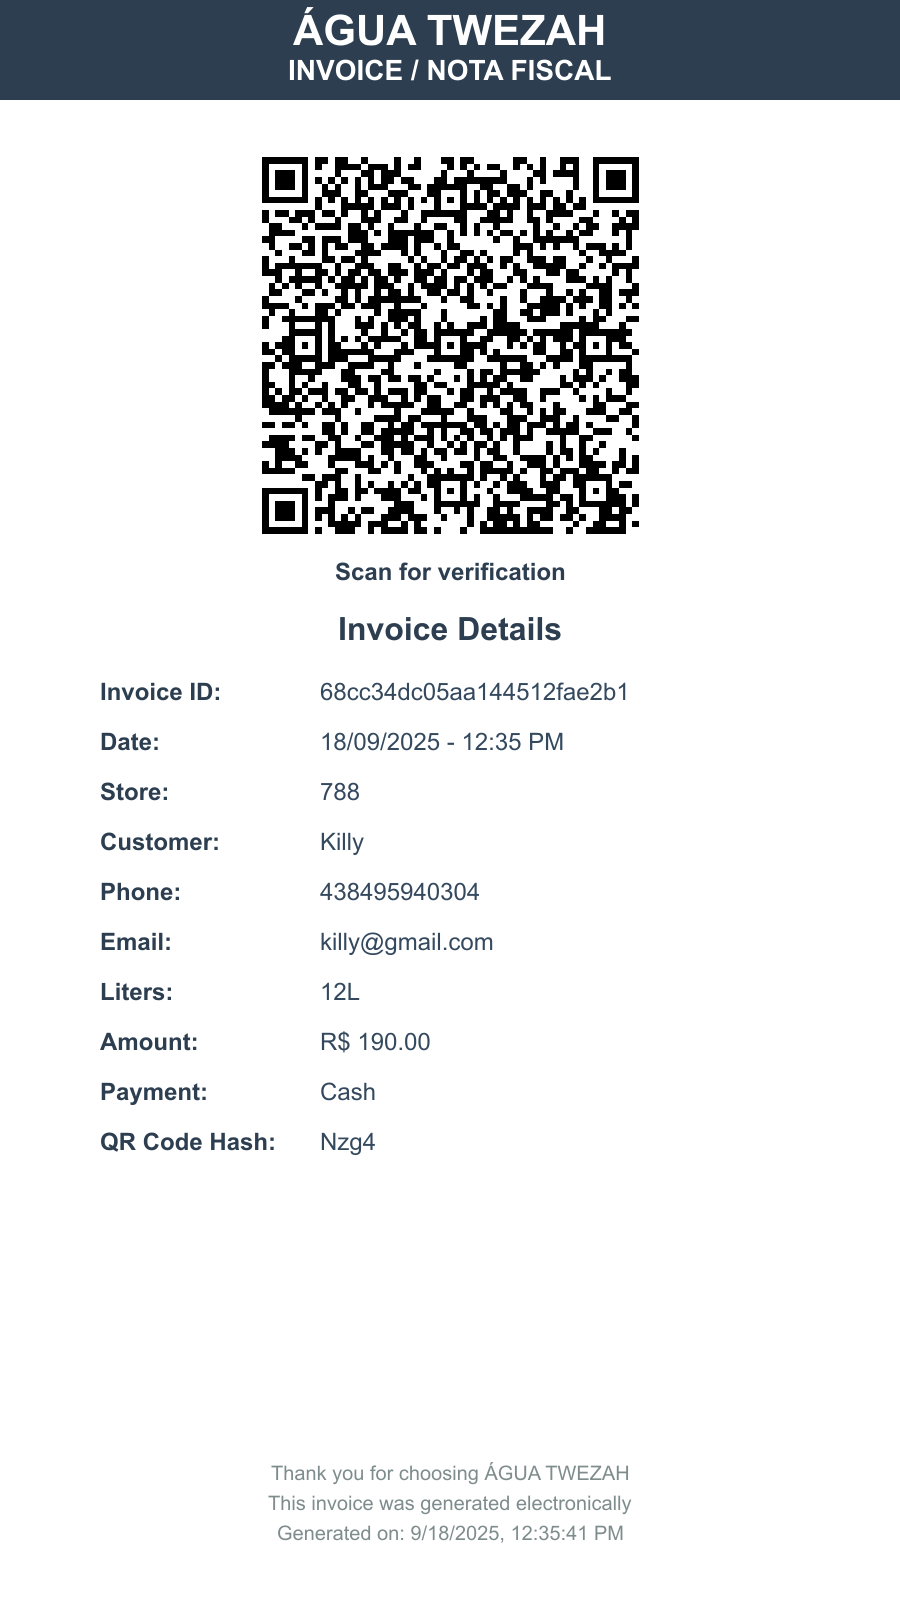 ÁGUA TWEZAH
INVOICE / NOTA FISCAL
Scan for verification
Invoice Details
Invoice ID: 68cc34dc05aa144512fae2b1
Date: 18/09/2025 - 12:35 PM
Store: 788
Customer: Killy
Phone: 438495940304
Email: killy@gmail.com
Liters: 12L
Amount: R$ 190.00
Payment: Cash
QR Code Hash: Nzg4
Thank you for choosing ÁGUA TWEZAH
This invoice was generated electronically
Generated on: 9/18/2025, 12:35:41 PM